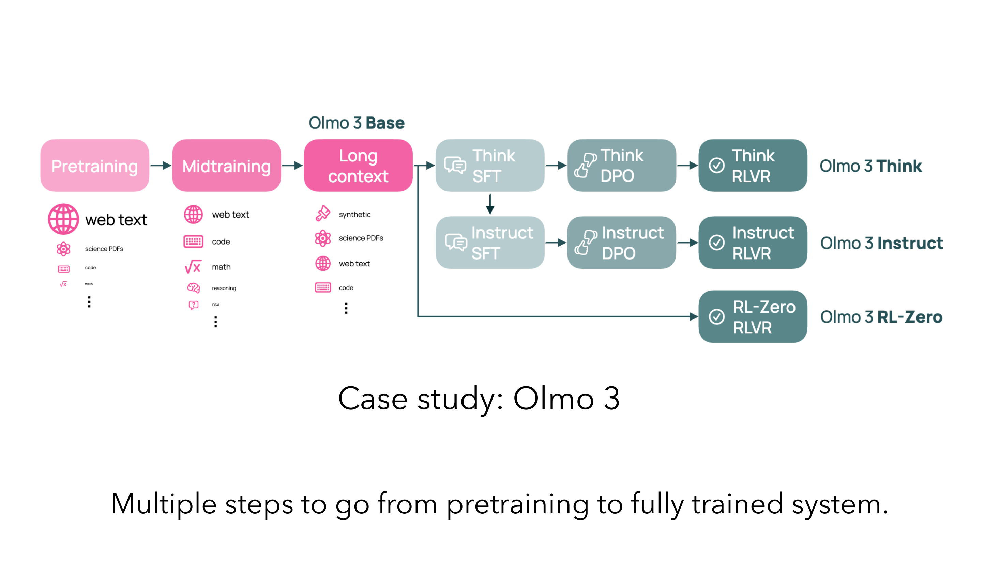 Olmo 3 Base
Pretraining
Midtraining
Long
context
Think
SFT
Think
DPO
Think
RLVR
Olmo 3 Think
web text
science PDFs
code
math
web text
code
math
reasoning
Q&A
synthetic
science PDFs
web text
code
Instruct
SFT
Instruct
DPO
Instruct
RLVR
Olmo 3 Instruct
RL-Zero
RLVR
Olmo 3 RL-Zero
Case study: Olmo 3
Multiple steps to go from pretraining to fully trained system.